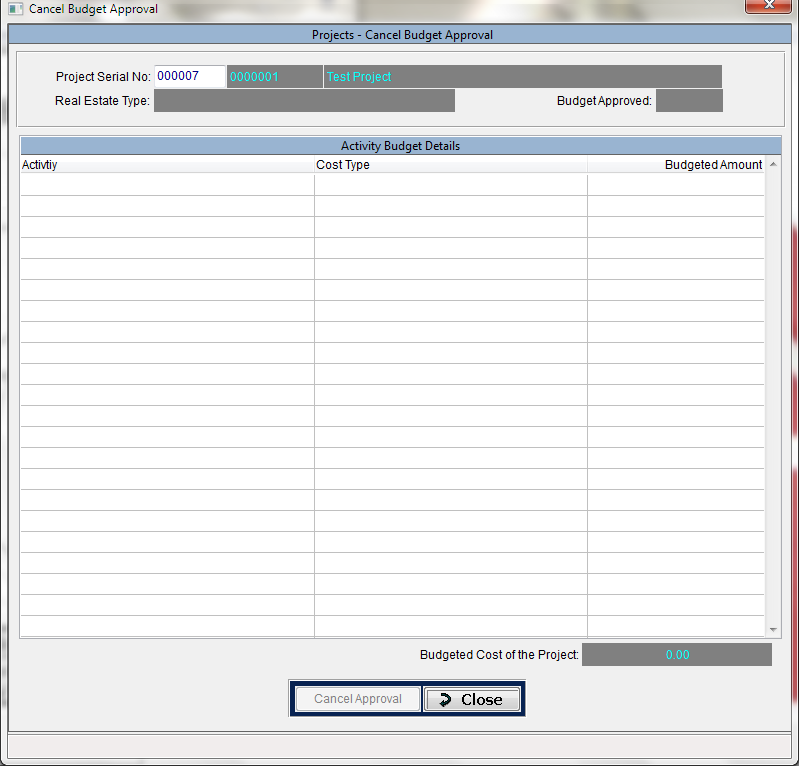 Cancel Budget Approval
Projects - Cancel Budget Approval
Project Serial No: 000007 0000001 Test Project
Real Estate Type: Budget Approved:
Activity Budget Details
Activtiy Cost Type Budgeted Amount
Budgeted Cost of the Project: 0.00
Cancel Approval Close